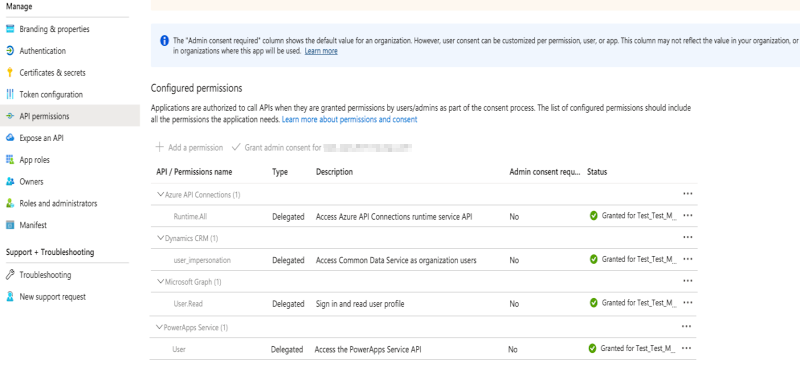 Manage
Branding & properties
Authentication
Certificates & secrets
Token configuration
API permissions
Expose an API
App roles
Owners
Roles and administrators
Manifest
Support + Troubleshooting
Troubleshooting
New support request
The "Admin consent required" column shows the default value for an organization. However, user consent can be customized per permission, user, or app. This column may not reflect the value in your organization, or
in organizations where this app will be used. Learn more
Configured permissions
Applications are authorized to call APIs when they are granted permissions by users/admins as part of the consent process. The list of configured permissions should include
all the permissions the application needs. Learn more about permissions and consent
Add a permission Grant admin consent for
API / Permissions name Type Description Admin consent requ... Status
Azure API Connections (1)
Runtime.All Delegated Access Azure API Connections runtime service API No Granted for Test_Test_M_
Dynamics CRM (1)
user_impersonation Delegated Access Common Data Service as organization users No Granted for Test_Test_M_
Microsoft Graph (1)
User.Read Delegated Sign in and read user profile No Granted for Test_Test_M_
PowerApps Service (1)
User Delegated Access the PowerApps Service API No Granted for Test_Test_M_